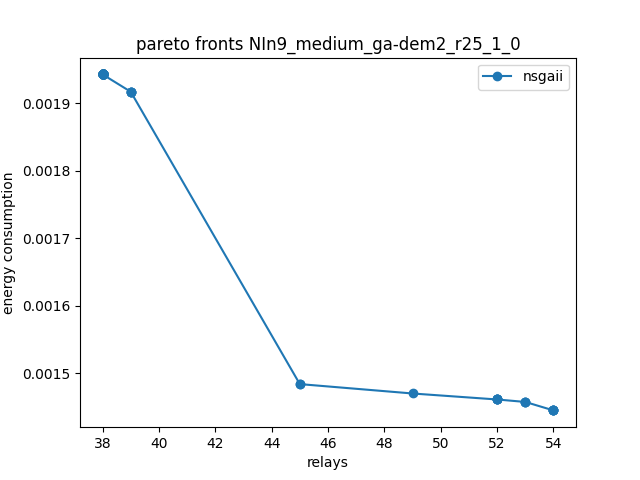 pareto fronts NIn9_medium_ga-dem2_r25_1_0
nsgaii
energy consumption
0.0019
0.0018
0.0017
0.0016
0.0015
38 40 42 44 46 48 50 52 54
relays